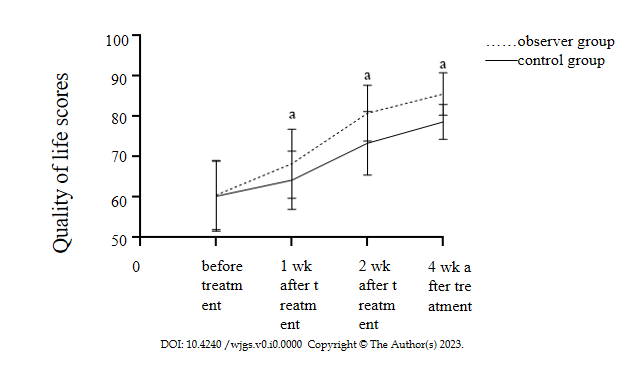 Quality of life scores
100
90
80
70
60
50
0
a
a
a
......observer group
control group
before
treatm
ent
1 wk
after t
reatm
ent
2 wk
after t
reatm
ent
4 wk a
fter tre
atment
DOI: 10.4240 /wjgs.v0.i0.0000 Copyright © The Author(s) 2023.